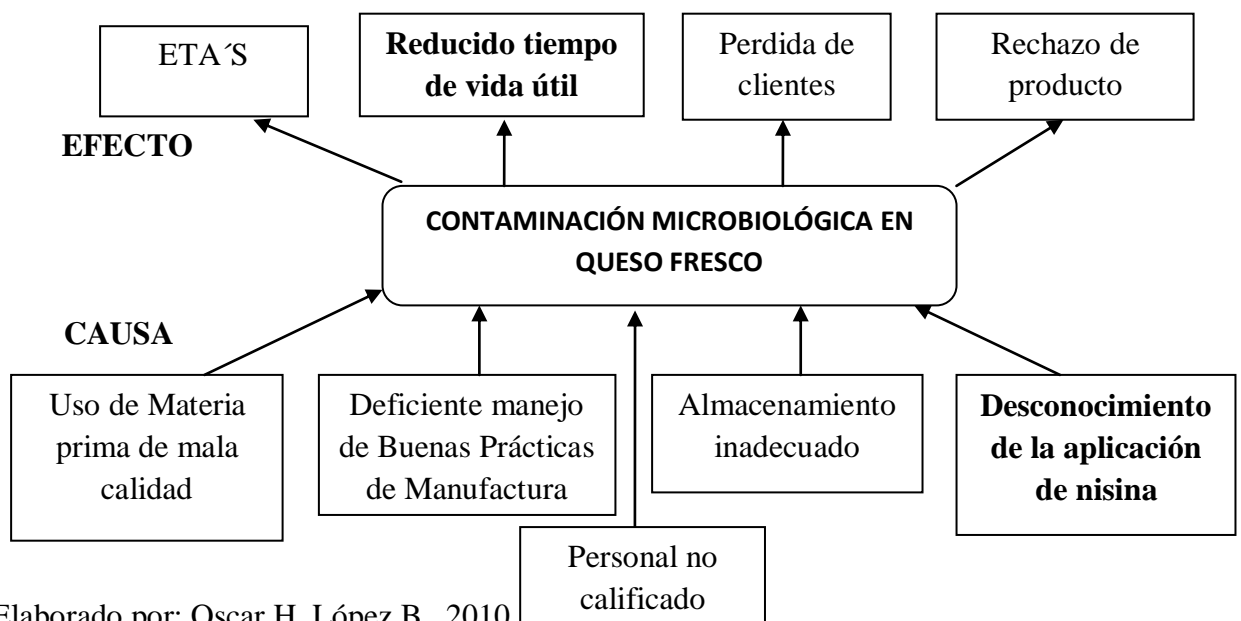 ETA´S
Reducido tiempo
de vida útil
Perdida de
clientes
Rechazo de
producto
EFECTO
CONTAMINACIÓN MICROBIOLÓGICA EN
QUESO FRESCO
CAUSA
Uso de Materia
prima de mala
calidad
Deficiente manejo
de Buenas Prácticas
de Manufactura
Almacenamiento
inadecuado
Desconocimiento
de la aplicación
de nisina
Personal no
calificado
Elaborado por: Oscar H. López B., 2010